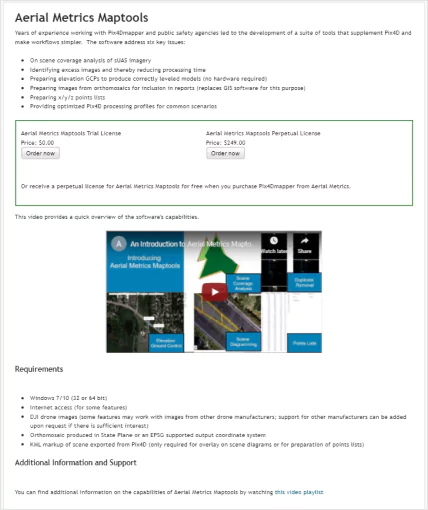 Aerial Metrics Maptools
Years of experience working with Pix4Dmapper and public safety agencies led to the development of a suite of tools that supplement Pix4D and
make workflows simpler. The software address six key issues:
On scene coverage analysis of sUAS imagery
Identifying excess images and thereby reducing processing time
Preparing elevation GCPs to produce correctly leveled models (no hardware required)
Preparing images from orthomosaics for inclusion in reports (replaces GIS software for this purpose)
Preparing x/y/z points lists
Providing optimized Pix4D processing profiles for common scenarios
Aerial Metrics Maptools Trial License
Price: $0.00
Order now
Aerial Metrics Maptools Perpetual License
Price: $249.00
Order now
Or receive a perpetual license for Aerial Metrics Maptools for free when you purchase Pix4Dmapper from Aerial Metrics.
This video provides a quick overview of the software's capabilities.
A An Introduction to Aerial Metrics Mapto
Watch later
Share
Introducing
Aerial Metrics Maptools
Scene
Coverage
Analysis
Duplicate
Removal
Elevation
Ground Control
Scene
Diagramming
Points Lists
Requirements
Windows 7/10 (32 or 64 bit)
Internet access (for some features)
DJI drone images (some features may work with images from other drone manufacturers; support for other manufacturers can be added
upon request if there is sufficient interest)
Orthomosaic produced in State Plane or an EPSG supported output coordinate system
KML markup of scene exported from Pix4D (only required for overlay on scene diagrams or for preparation of points lists)
Additional Information and Support
You can find additional information on the capabilities of Aerial Metrics Maptools by watching this video playlist.